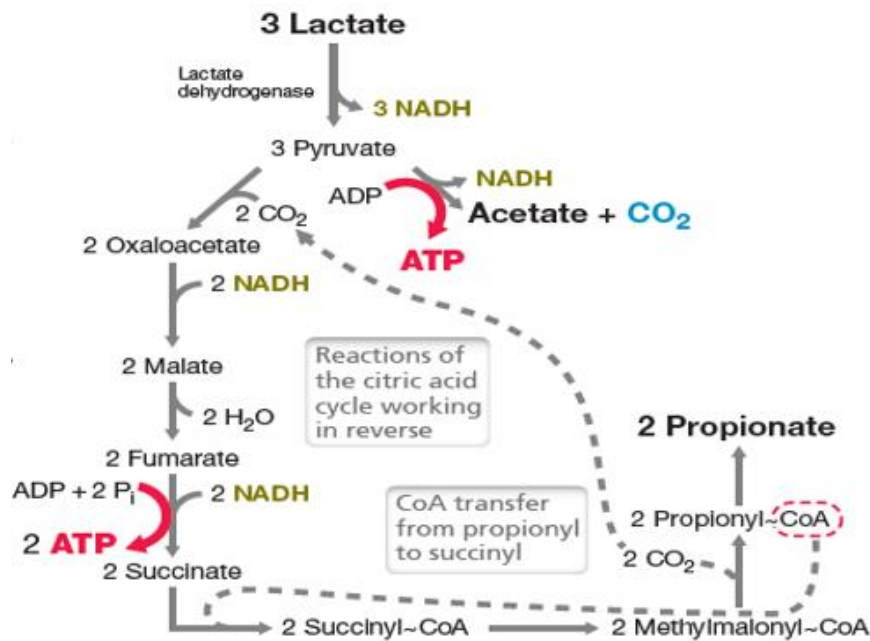 3 Lactate
Lactate
dehydrogenase
3 NADH
3 Pyruvate
ADP
NADH
2 CO₂
Acetate + CO₂
2 Oxaloacetate
ATP
2 NADH
Reactions of
the citric acid
cycle working
in reverse
2 Malate
2 H₂O
2 Propionate
2 Fumarate
ADP + 2 Pᵢ
2 NADH
CoA transfer
from propionyl
to succinyl
2 Propionyl~CoA
2 ATP
2 CO₂
2 Succinate
2 Succinyl~CoA
2 Methylmalonyl~CoA